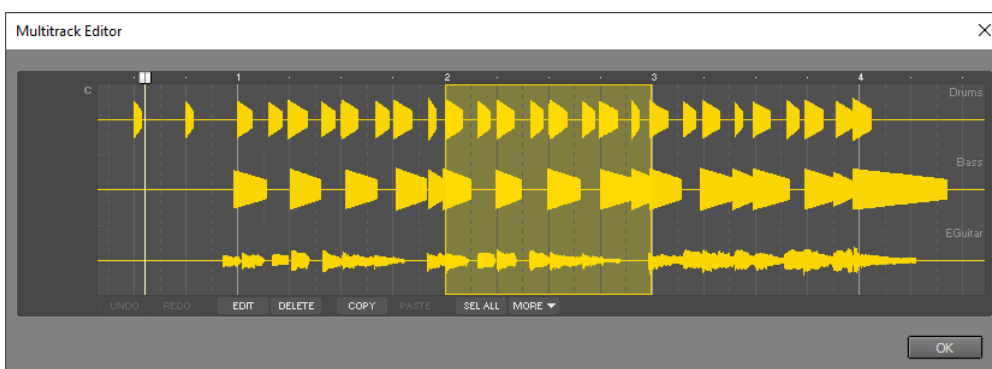 Multitrack Editor
1 2 3 4
C
Drums
Bass
EGuitar
UNDO REDO EDIT DELETE COPY PASTE SEL ALL MORE
OK